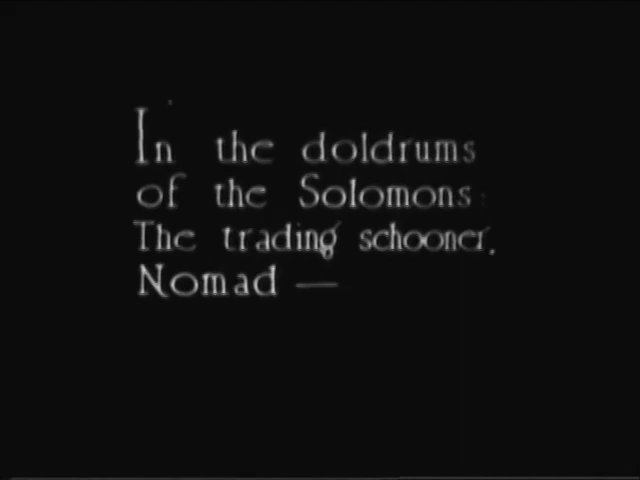 In the doldrums
of the Solomons:
The trading schooner,
Nomad —